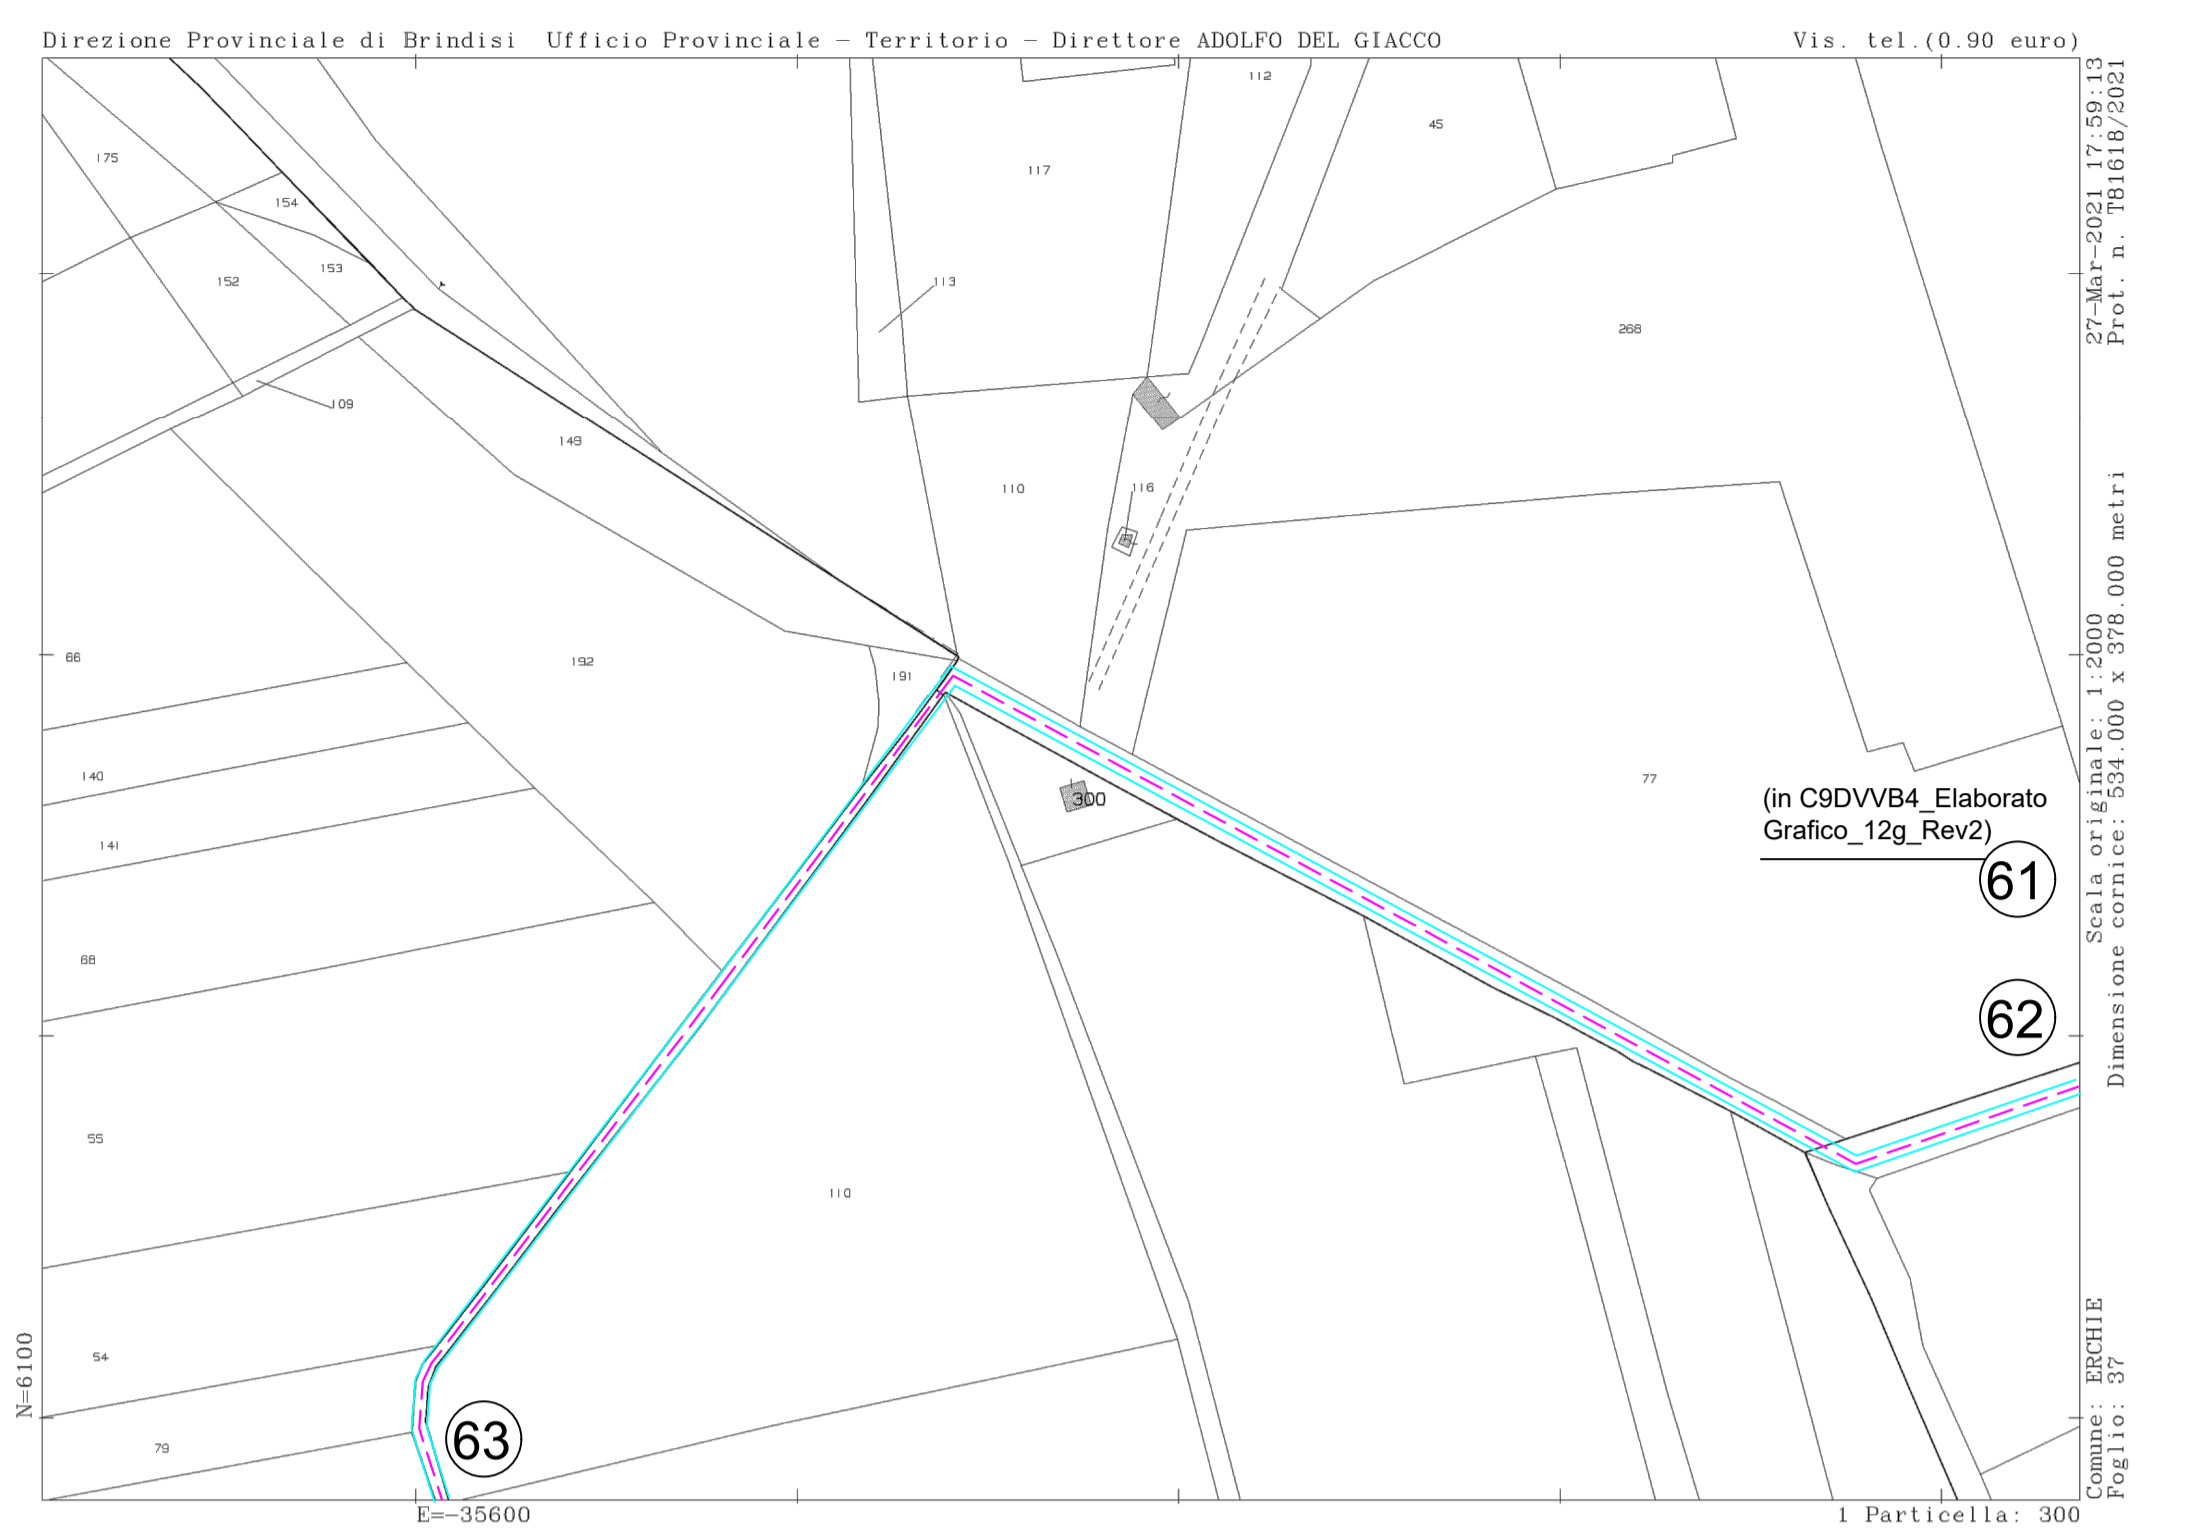 Direzione Provinciale di Brindisi Ufficio Provinciale - Territorio - Direttore ADOLFO DEL GIACCO
Vis. tel.(0.90 euro)
27-Mar-2021 17:59:13
Prot. n. T81618/2021
Scala originale: 1:2000
Dimensione cornice: 534.000 x 378.000 metri
Comune: ERCHIE
Foglio: 37
112
45
175
117
154
153
152
113
268
109
149
110
116
66
192
191
140
77
300
(in C9DVVB4_Elaborato
Grafico_12g_Rev2)
141
61
68
62
55
110
54
63
79
N=6100
E=-35600
1 Particella: 300